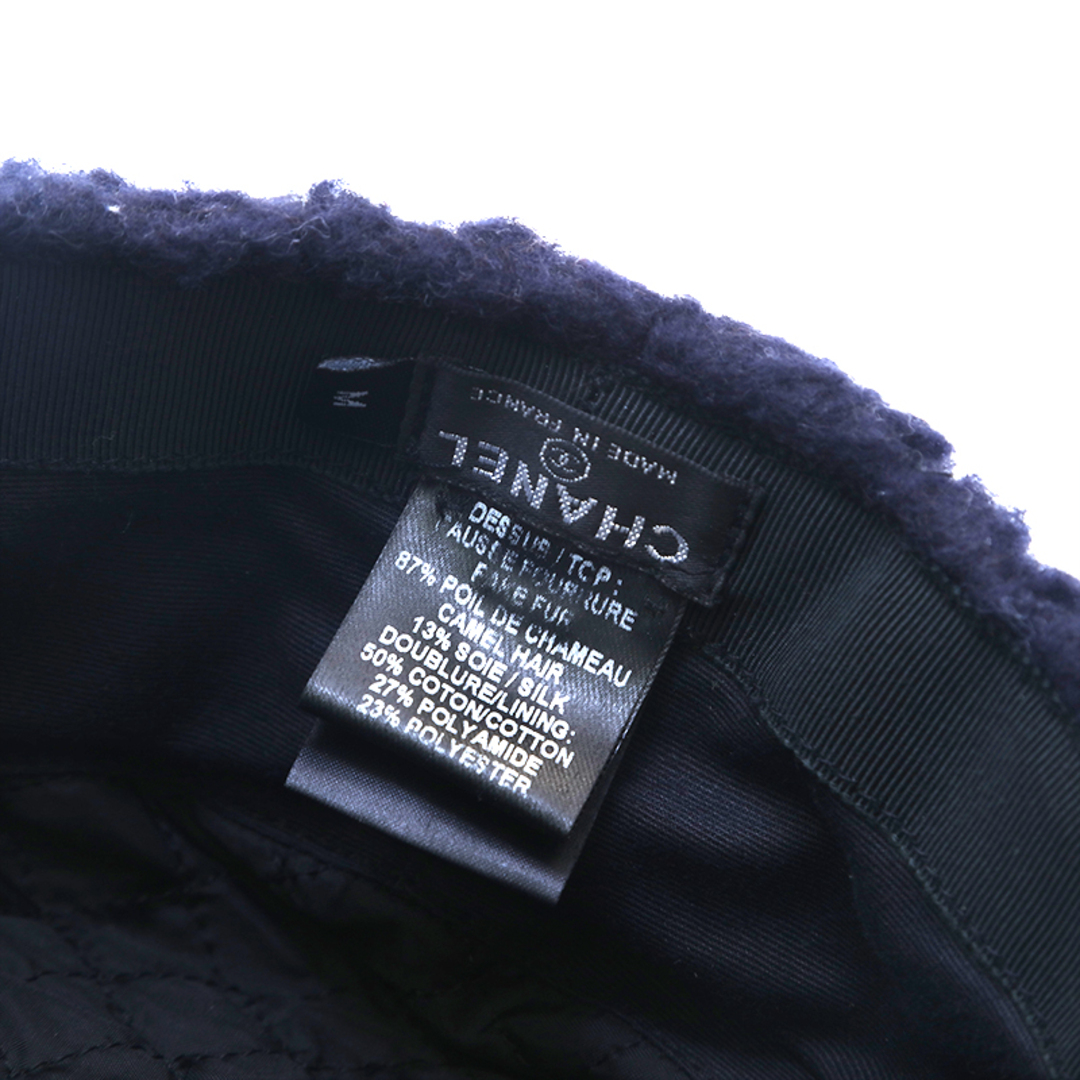 M
CHANEL
MADE IN FRANCE
DESSUS / TOP:
FAUSSE FOURRURE
FAKE FUR
87% POIL DE CHAMEAU
CAMEL HAIR
13% SOIE / SILK
DOUBLURE/LINING:
50% COTON/COTTON
27% POLYAMIDE
23% POLYESTER